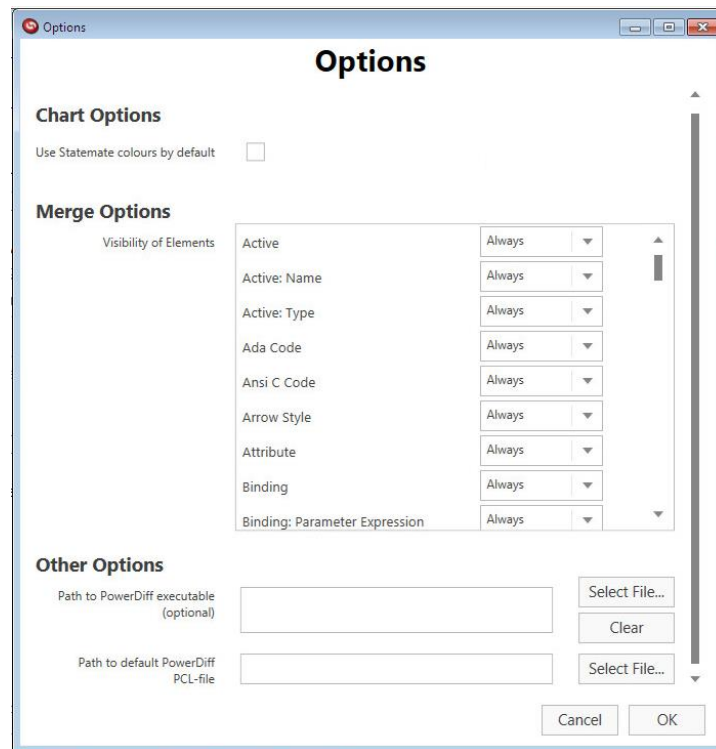 Options
Options
Chart Options
Use Statemate colours by default
Merge Options
Visibility of Elements
Active Always
Active: Name Always
Active: Type Always
Ada Code Always
Ansi C Code Always
Arrow Style Always
Attribute Always
Binding Always
Binding: Parameter Expression Always
Other Options
Path to PowerDiff executable
(optional)
Select File...
Clear
Path to default PowerDiff
PCL-file
Select File...
Cancel OK